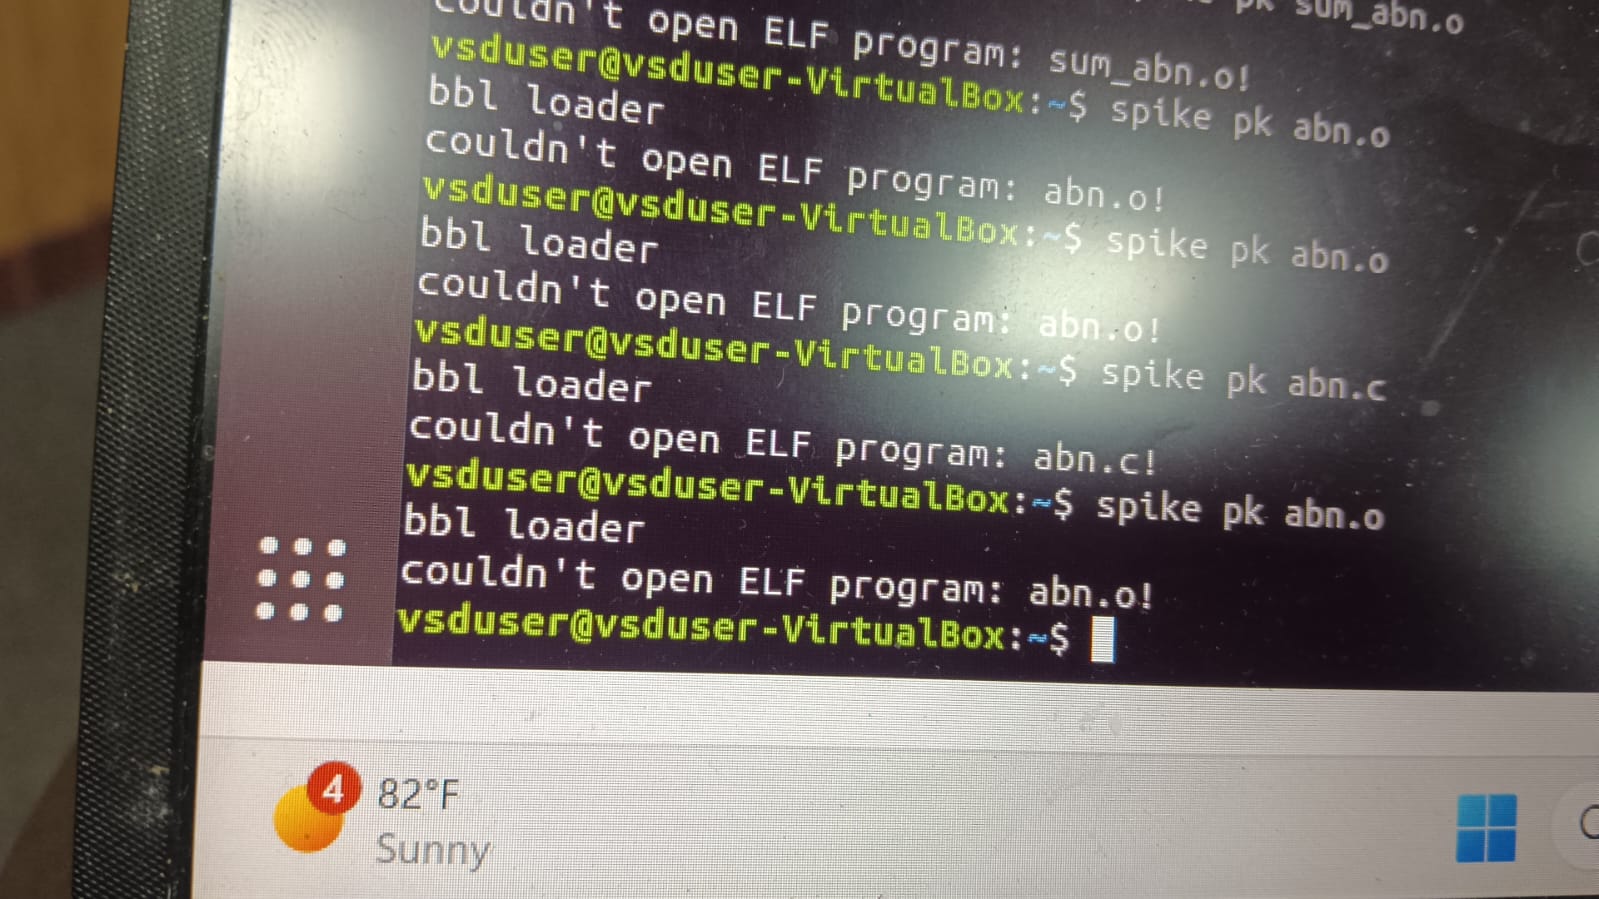 couldn't open ELF program: sum_abn.o!
pk sum_abn.o
vsduser@vsduser-VirtualBox:~$ spike pk abn.o
bbl loader
couldn't open ELF program: abn.o!
vsduser@vsduser-VirtualBox:~$ spike pk abn.o
bbl loader
couldn't open ELF program: abn.o!
vsduser@vsduser-VirtualBox:~$ spike pk abn.c
bbl loader
couldn't open ELF program: abn.c!
vsduser@vsduser-VirtualBox:~$ spike pk abn.o
bbl loader
couldn't open ELF program: abn.o!
vsduser@vsduser-VirtualBox:~$
4
82°F
Sunny